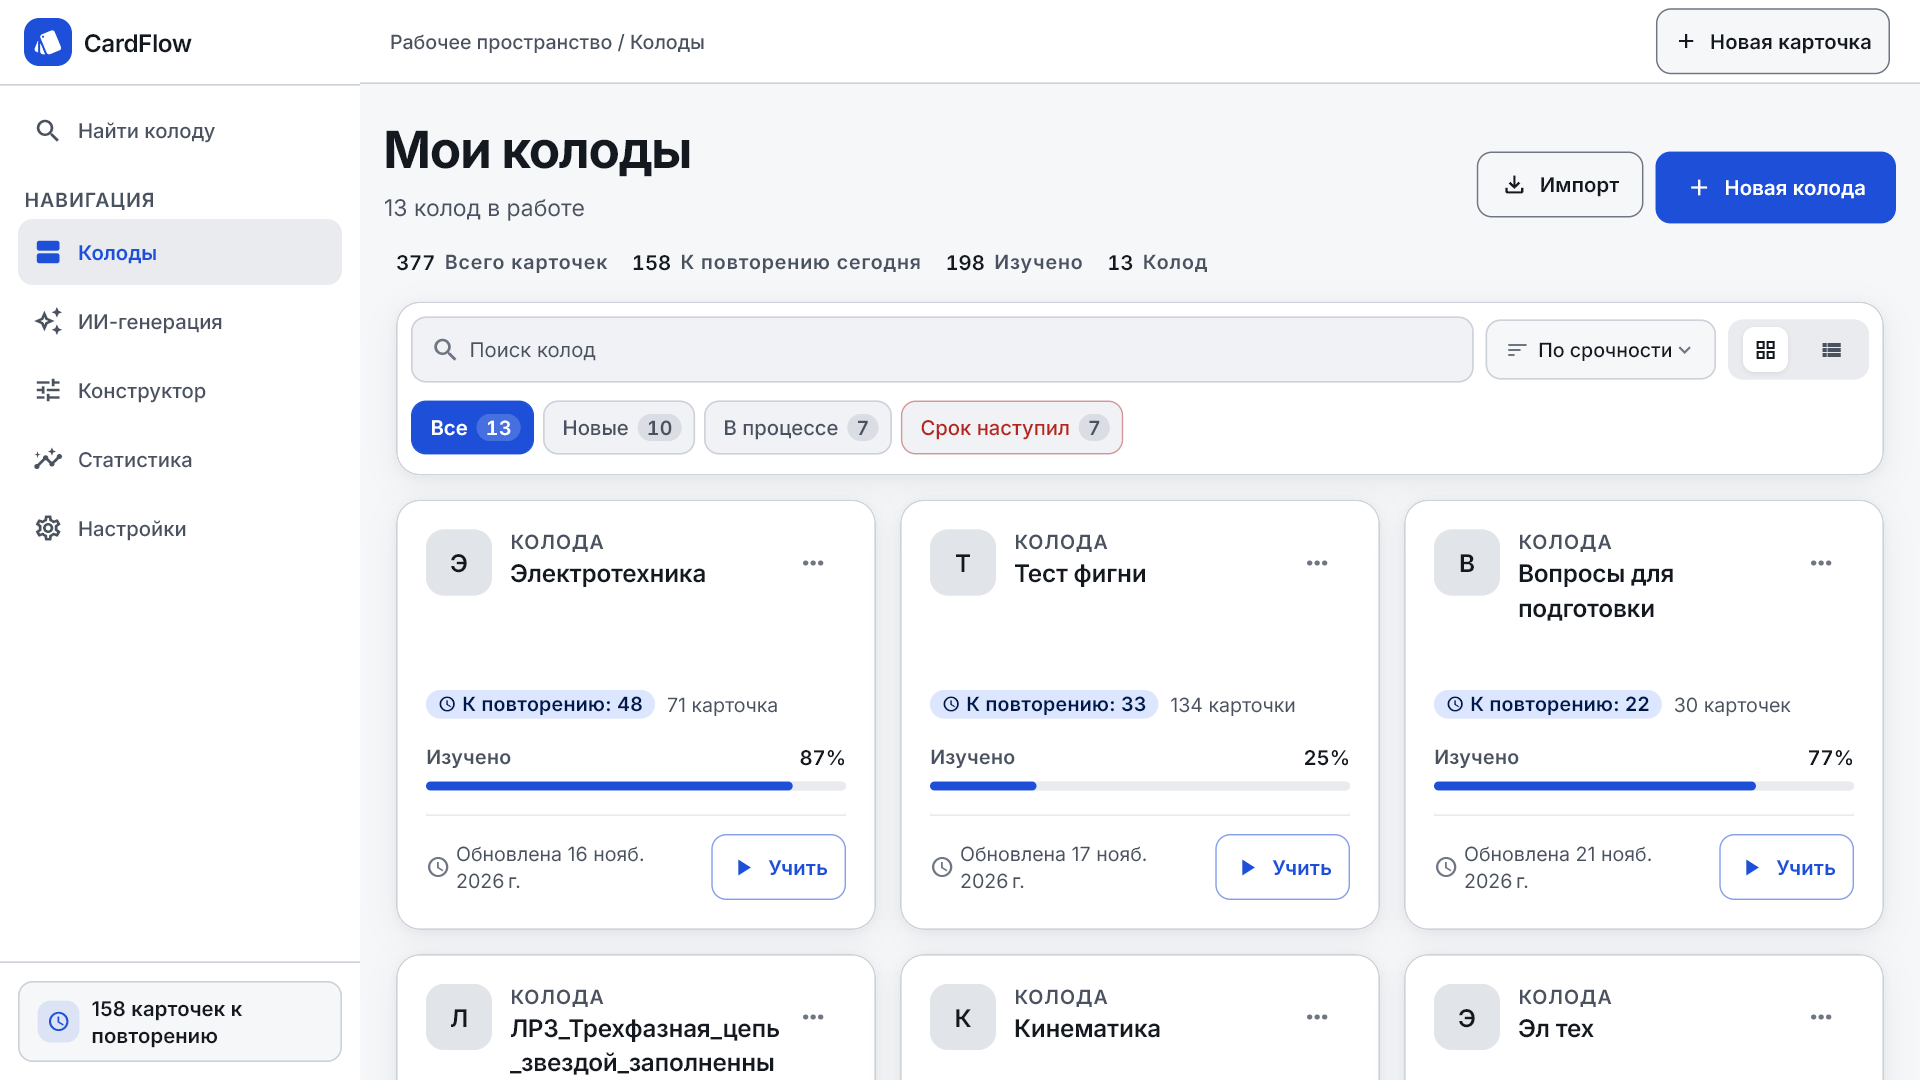 CardFlow
Рабочее пространство / Колоды
Новая карточка
Найти колоду
НАВИГАЦИЯ
Колоды
ИИ-генерация
Конструктор
Статистика
Настройки
158 карточек к
повторению
Мои колоды
13 колод в работе
Импорт
Новая колода
377 Всего карточек 158 К повторению сегодня 198 Изучено 13 Колод
Поиск колод
По срочности
Все 13
Новые 10
В процессе 7
Срок наступил 7
Э
КОЛОДА
Электротехника
К повторению: 48
71 карточка
Изучено 87%
Обновлена 16 нояб.
2026 г.
Учить
Т
КОЛОДА
Тест фигни
К повторению: 33
134 карточки
Изучено 25%
Обновлена 17 нояб.
2026 г.
Учить
В
КОЛОДА
Вопросы для
подготовки
К повторению: 22
30 карточек
Изучено 77%
Обновлена 21 нояб.
2026 г.
Учить
Л
КОЛОДА
ЛР3_Трехфазная_цепь
_звездой_заполненны
К
КОЛОДА
Кинематика
Э
КОЛОДА
Эл тех